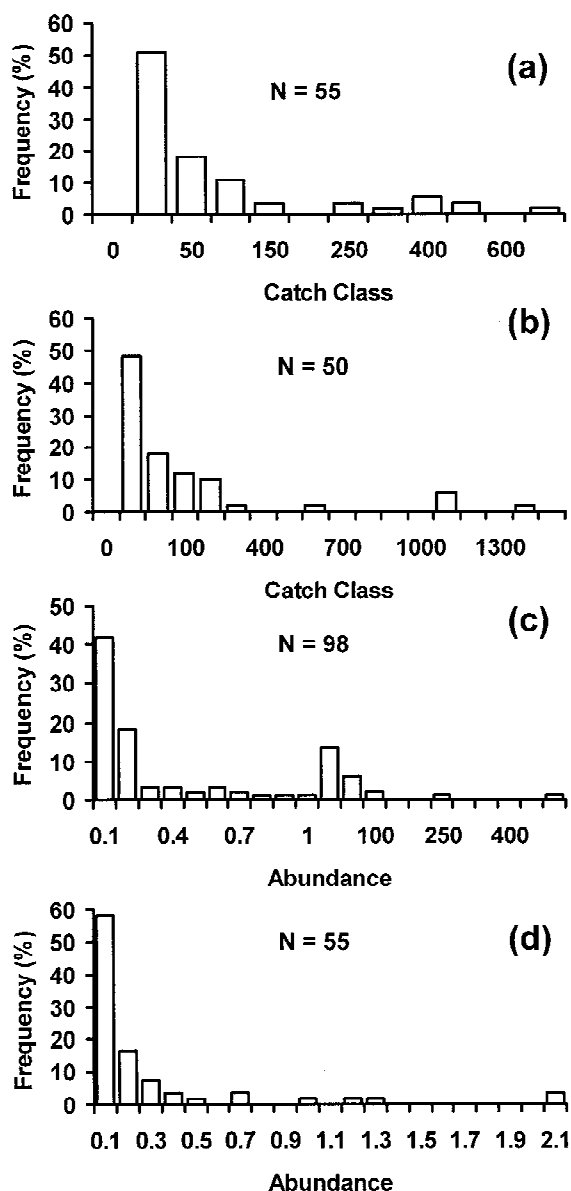 60
(a)
50
N = 55
40
30
20
10
0
Frequency (%)
0 50 150 250 400 600
Catch Class
60
(b)
50
N = 50
40
30
20
10
0
Frequency (%)
0 100 400 700 1000 1300
Catch Class
50
(c)
N = 98
40
30
20
10
0
Frequency (%)
0.1 0.4 0.7 1 100 250 400
Abundance
60
(d)
N = 55
50
40
30
20
10
0
Frequency (%)
0.1 0.3 0.5 0.7 0.9 1.1 1.3 1.5 1.7 1.9 2.1
Abundance